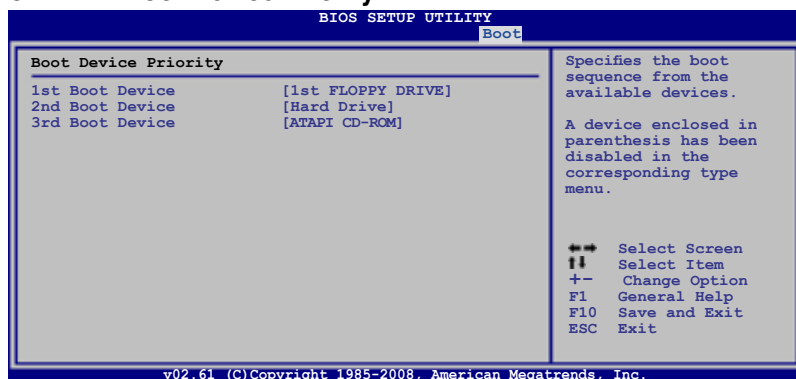 BIOS SETUP UTILITY
Boot
Boot Device Priority
1st Boot Device [1st FLOPPY DRIVE]
2nd Boot Device [Hard Drive]
3rd Boot Device [ATAPI CD-ROM]
Specifies the boot
sequence from the
available devices.
A device enclosed in
parenthesis has been
disabled in the
corresponding type
menu.
Select Screen
Select Item
+- Change Option
F1 General Help
F10 Save and Exit
ESC Exit
v02.61 (C)Copyright 1985-2008, American Megatrends, Inc.